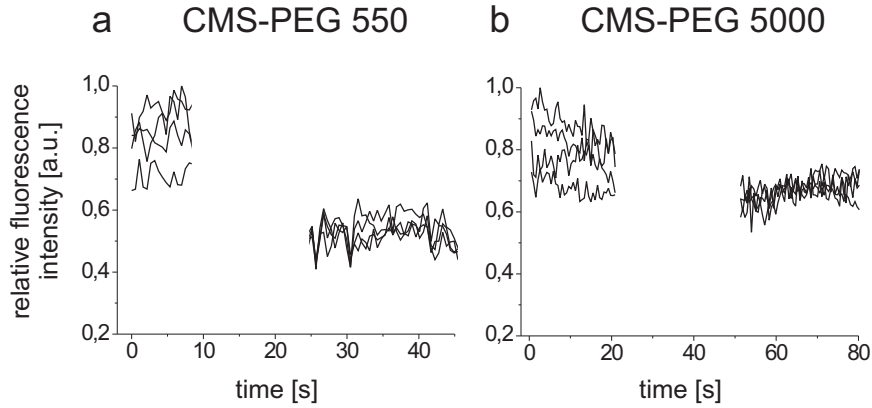 a CMS-PEG 550
b CMS-PEG 5000
relative fluorescence
intensity [a.u.]
1,0
0,8
0,6
0,4
0,2
0 10 20 30 40
time [s]
1,0
0,8
0,6
0,4
0,2
0 20 40 60 80
time [s]